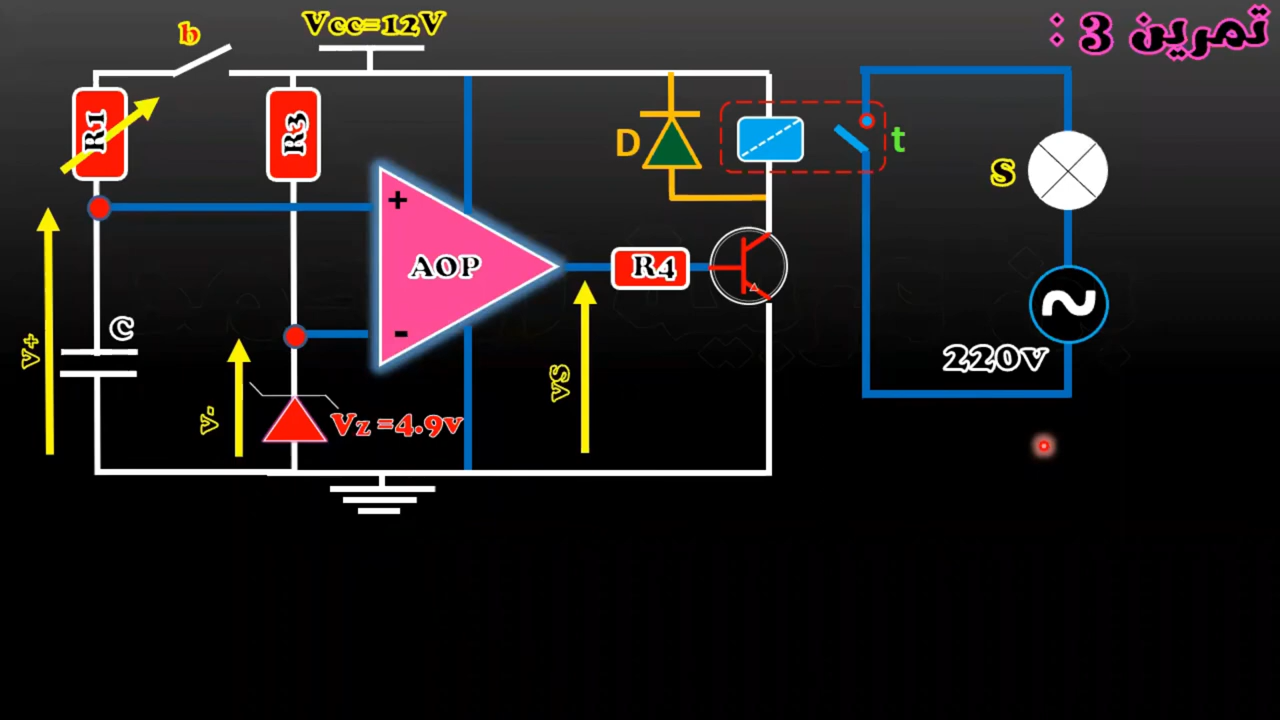 تمرين 3 :
Vcc=12V
b
R1
R3
D
t
S
+
AOP
R4
-
C
V+
V-
Vz =4.9v
vS
220v